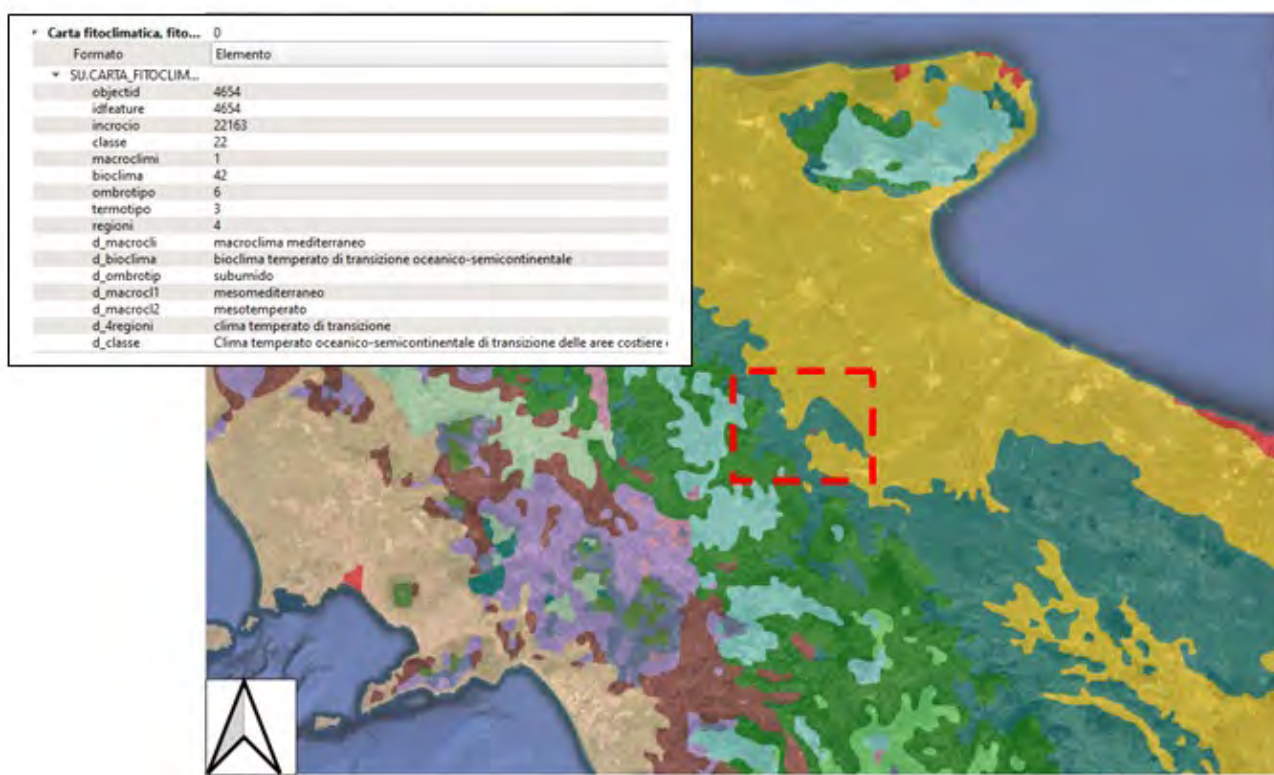 Carta fitoclimatica, fito... 0
Formato Elemento
SU.CARTA_FITOCLIM...
objectid 4654
idfeature 4654
incrocio 22163
classe 22
macroclimi 1
bioclima 42
ombrotipo 6
termotipo 3
regioni 4
d_macrocli macroclima mediterraneo
d_bioclima bioclima temperato di transizione oceanico-semicontinentale
d_ombrotip subumido
d_macrocl1 mesomediterraneo
d_macrocl2 mesotemperato
d_4regioni clima temperato di transizione
d_classe Clima temperato oceanico-semicontinentale di transizione delle aree costiere